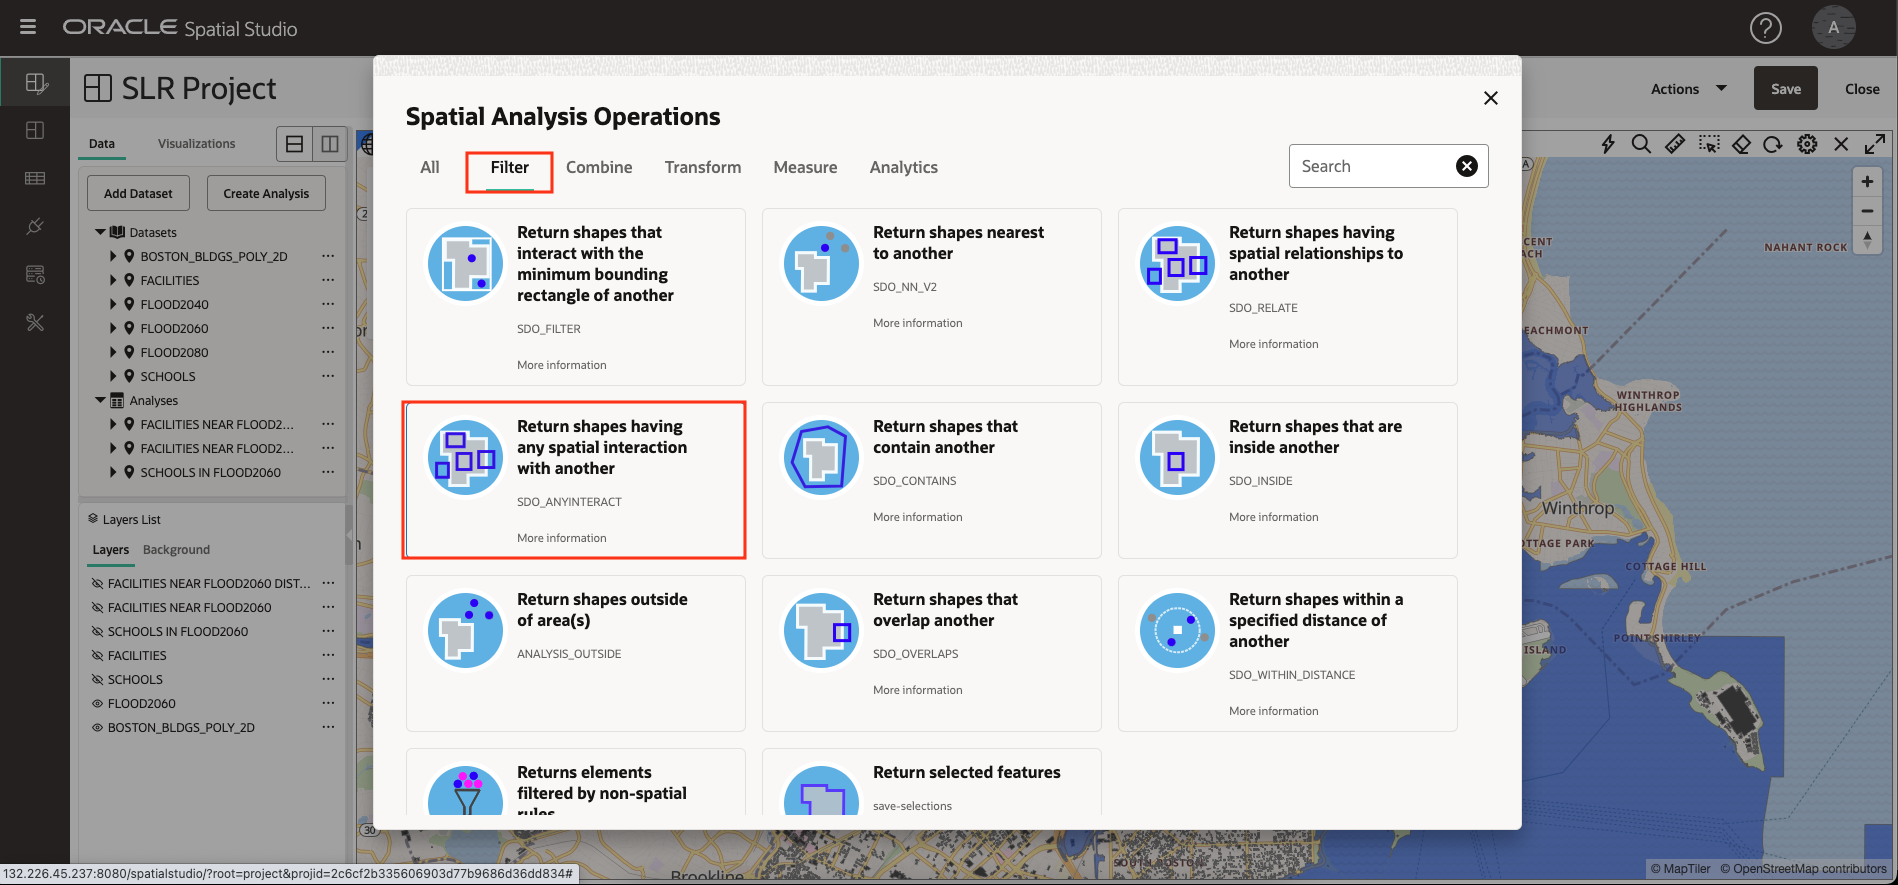 ORACLE Spatial Studio
?
A
SLR Project
Actions
Save
Close
Data
Visualizations
Add Dataset
Create Analysis
Datasets
BOSTON_BLDGS_POLY_2D
FACILITIES
FLOOD2040
FLOOD2060
FLOOD2080
SCHOOLS
Analyses
FACILITIES NEAR FLOOD2...
FACILITIES NEAR FLOOD2...
SCHOOLS IN FLOOD2060
Layers List
Layers
Background
FACILITIES NEAR FLOOD2060 DIST...
FACILITIES NEAR FLOOD2060
SCHOOLS IN FLOOD2060
FACILITIES
SCHOOLS
FLOOD2060
BOSTON_BLDGS_POLY_2D
Spatial Analysis Operations
All
Filter
Combine
Transform
Measure
Analytics
Search
Return shapes that
interact with the
minimum bounding
rectangle of another
SDO_FILTER
More information
Return shapes nearest
to another
SDO_NN_V2
More information
Return shapes having
spatial relationships to
another
SDO_RELATE
More information
Return shapes having
any spatial interaction
with another
SDO_ANYINTERACT
More information
Return shapes that
contain another
SDO_CONTAINS
More information
Return shapes that are
inside another
SDO_INSIDE
More information
Return shapes outside
of area(s)
ANALYSIS_OUTSIDE
Return shapes that
overlap another
SDO_OVERLAPS
More information
Return shapes within a
specified distance of
another
SDO_WITHIN_DISTANCE
More information
Returns elements
filtered by non-spatial
rules
Return selected features
save-selections
NAHANT ROCK
CENT
ACH
EACHMONT
WINTHROP
HIGHLANDS
Winthrop
OTTAGE PARK
COTTAGE HILL
POINT SHIRLEY
ISLAND
30
Brookline
SOUTH BOSTON
© MapTiler © OpenStreetMap contributors
132.226.45.237:8080/spatialstudio/?root=project&projid=2c6cf2b335606903d77b9686d36dd834#